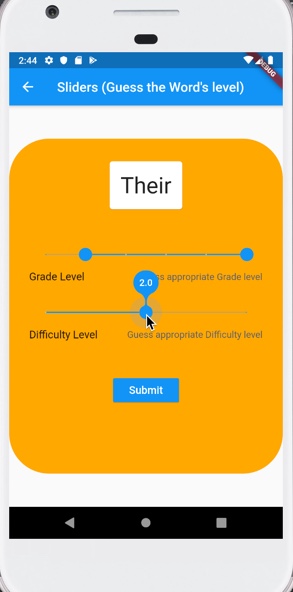 2:44
DEBUG
Sliders (Guess the Word's level)
Their
Grade Level
ss appropriate Grade level
2.0
Difficulty Level
Guess appropriate Difficulty level
Submit